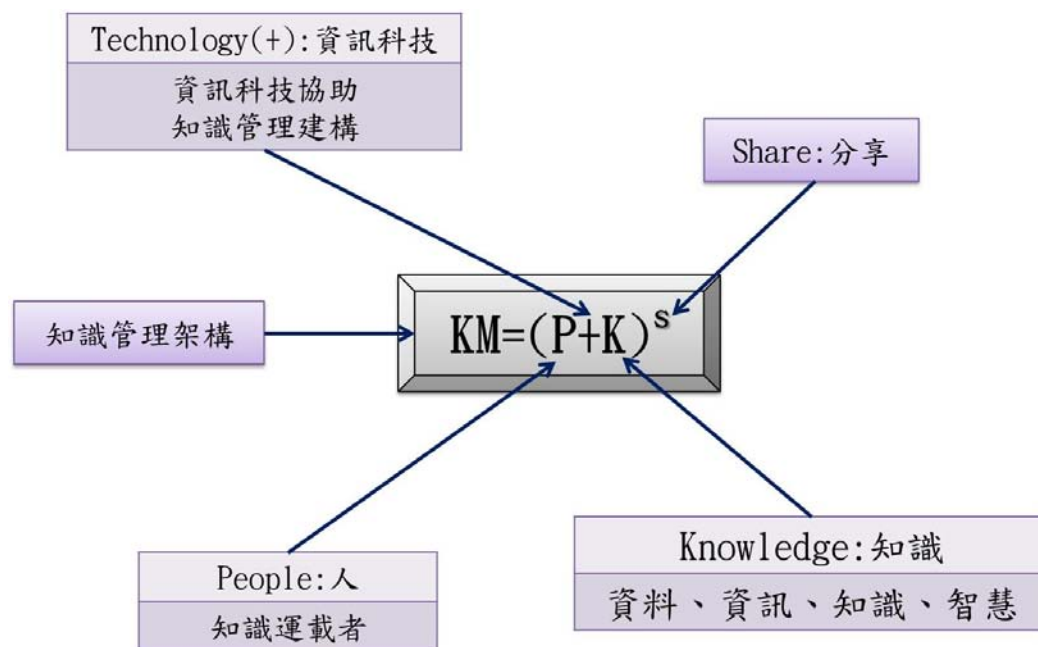 Technology(+):資訊科技
資訊科技協助
知識管理建構
Share:分享
知識管理架構
KM=(P+K)ˢ
People:人
知識運載者
Knowledge:知識
資料、資訊、知識、智慧